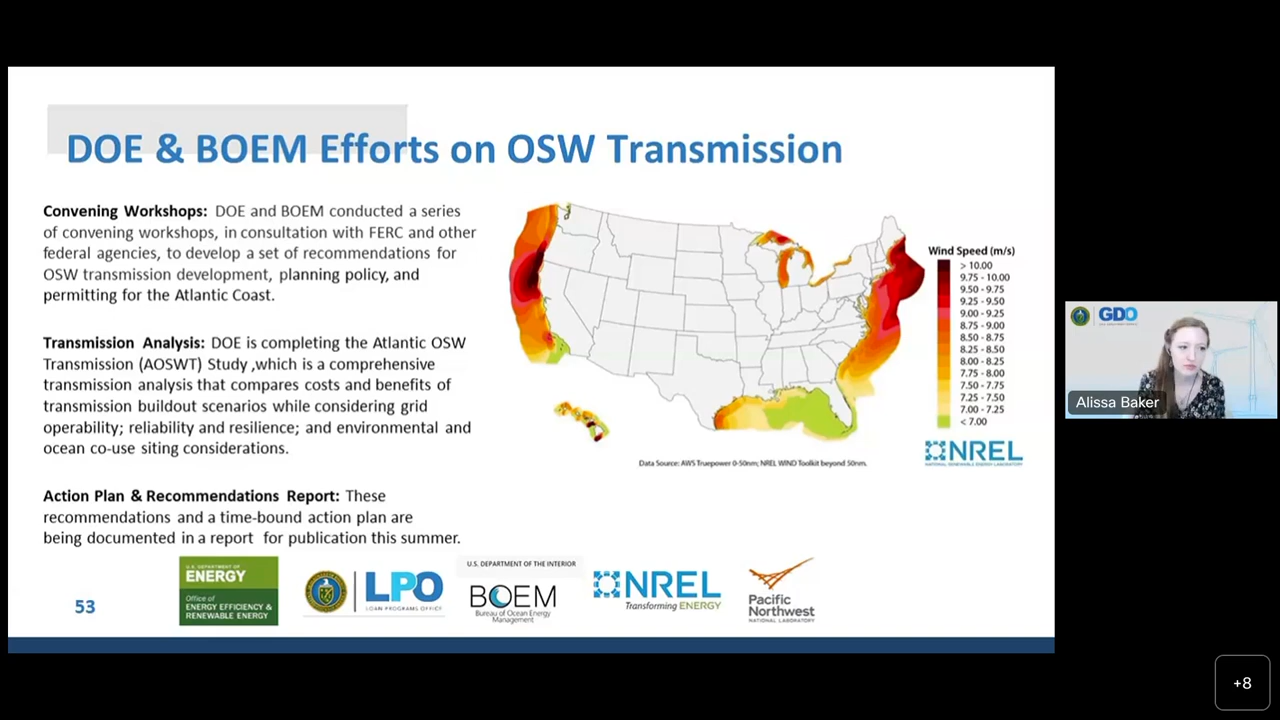 DOE & BOEM Efforts on OSW Transmission
Convening Workshops: DOE and BOEM conducted a series
of convening workshops, in consultation with FERC and other
federal agencies, to develop a set of recommendations for
OSW transmission development, planning policy, and
permitting for the Atlantic Coast.
Transmission Analysis: DOE is completing the Atlantic OSW
Transmission (AOSWT) Study ,which is a comprehensive
transmission analysis that compares costs and benefits of
transmission buildout scenarios while considering grid
operability; reliability and resilience; and environmental and
ocean co-use siting considerations.
Action Plan & Recommendations Report: These
recommendations and a time-bound action plan are
being documented in a report for publication this summer.
Wind Speed (m/s)
> 10.00
9.75 - 10.00
9.50 - 9.75
9.25 - 9.50
9.00 - 9.25
8.75 - 9.00
8.50 - 8.75
8.25 - 8.50
8.00 - 8.25
7.75 - 8.00
7.50 - 7.75
7.25 - 7.50
7.00 - 7.25
< 7.00
NREL
NATIONAL RENEWABLE ENERGY LABORATORY
Data Source: AWS Truepower 0-50nm; NREL WIND Toolkit beyond 50nm.
U.S. DEPARTMENT OF
ENERGY
Office of
ENERGY EFFICIENCY &
RENEWABLE ENERGY
LPO
LOAN PROGRAMS OFFICE
U.S. DEPARTMENT OF THE INTERIOR
BOEM
Bureau of Ocean Energy
Management
NREL
Transforming ENERGY
Pacific
Northwest
NATIONAL LABORATORY
53
GDO
Alissa Baker
+8